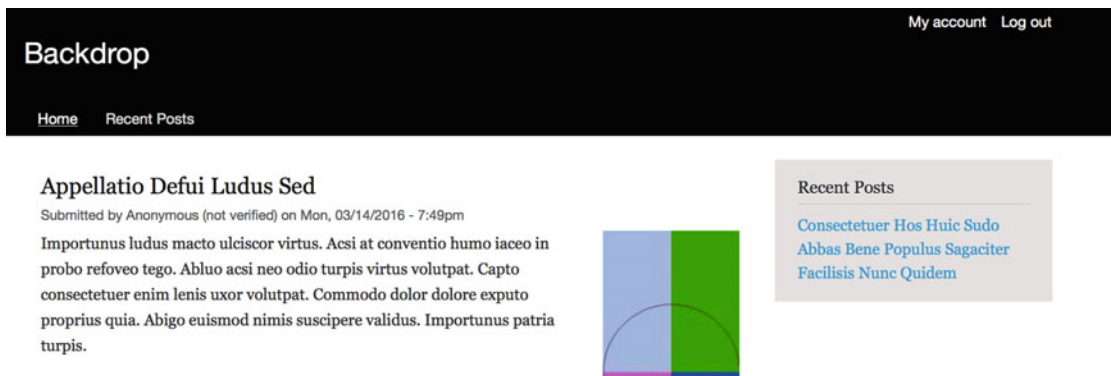 My account Log out
Backdrop
Home Recent Posts
Appellatio Defui Ludus Sed
Submitted by Anonymous (not verified) on Mon, 03/14/2016 - 7:49pm
Importunus ludus macto ulciscor virtus. Acsi at conventio humo iaceo in
probo refoveo tego. Abluo acsi neo odio turpis virtus volutpat. Capto
consectetuer enim lenis uxor volutpat. Commodo dolor dolore exputo
proprius quia. Abigo euismod nimis suscipere validus. Importunus patria
turpis.
Recent Posts
Consectetuer Hos Huic Sudo
Abbas Bene Populus Sagaciter
Facilisis Nunc Quidem